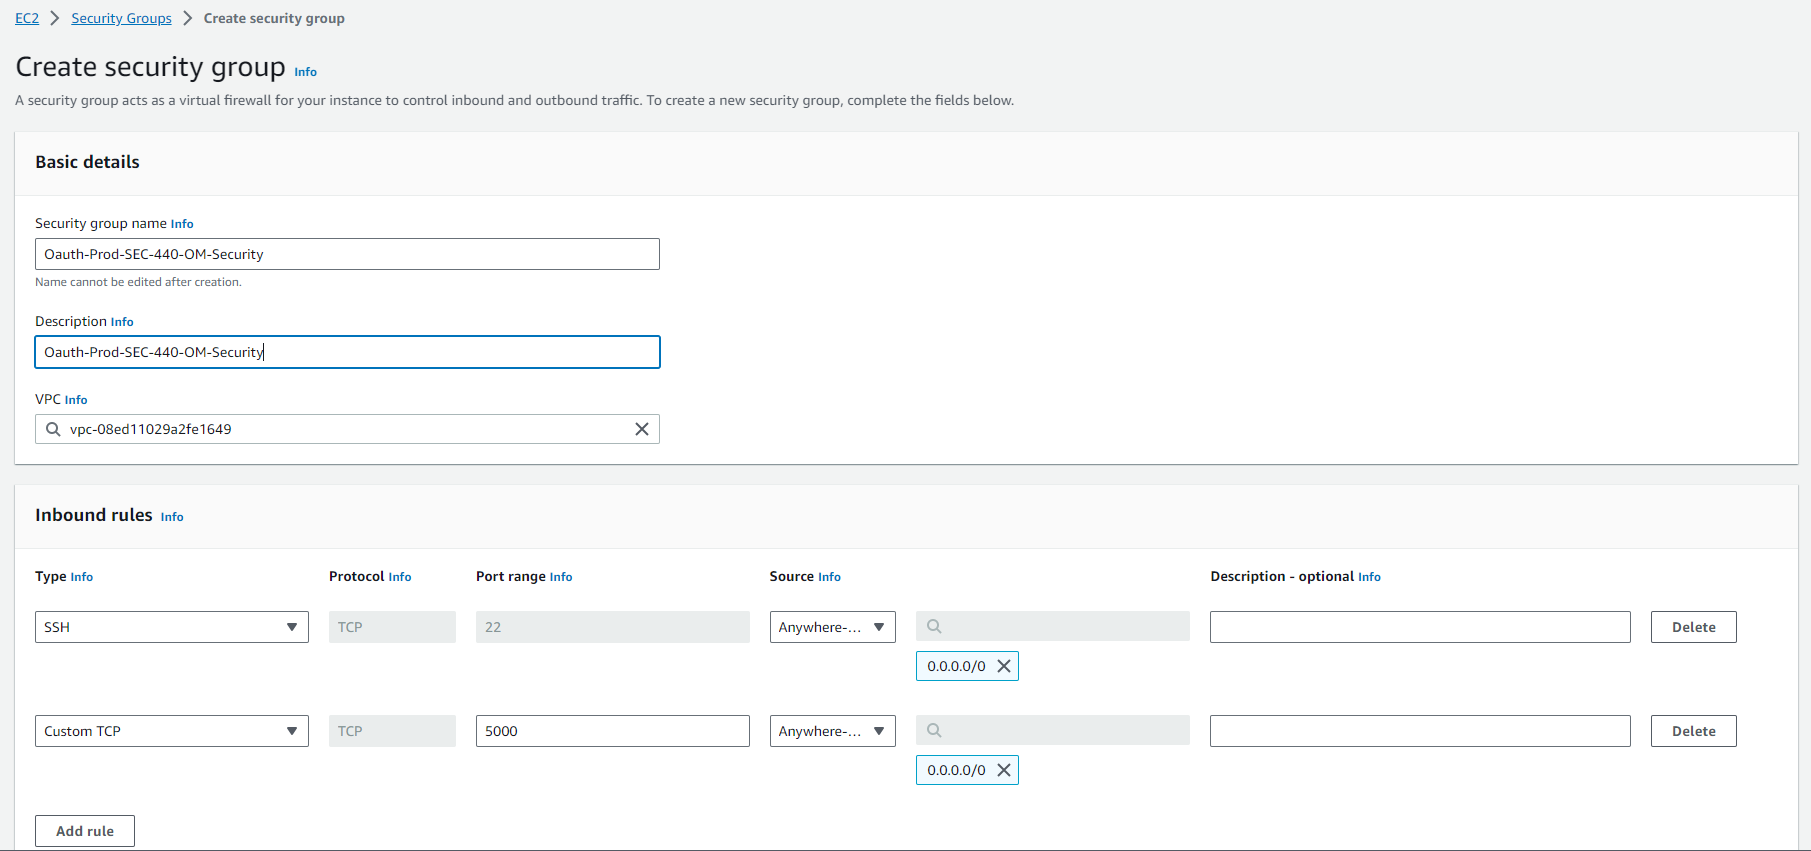 EC2 > Security Groups > Create security group
Create security group Info
A security group acts as a virtual firewall for your instance to control inbound and outbound traffic. To create a new security group, complete the fields below.
Basic details
Security group name Info
Oauth-Prod-SEC-440-OM-Security
Name cannot be edited after creation.
Description Info
Oauth-Prod-SEC-440-OM-Security
VPC Info
vpc-08ed11029a2fe1649
Inbound rules Info
Type Info Protocol Info Port range Info Source Info Description - optional Info
SSH TCP 22 Anywhere-... Delete
0.0.0.0/0
Custom TCP TCP 5000 Anywhere-... Delete
0.0.0.0/0
Add rule